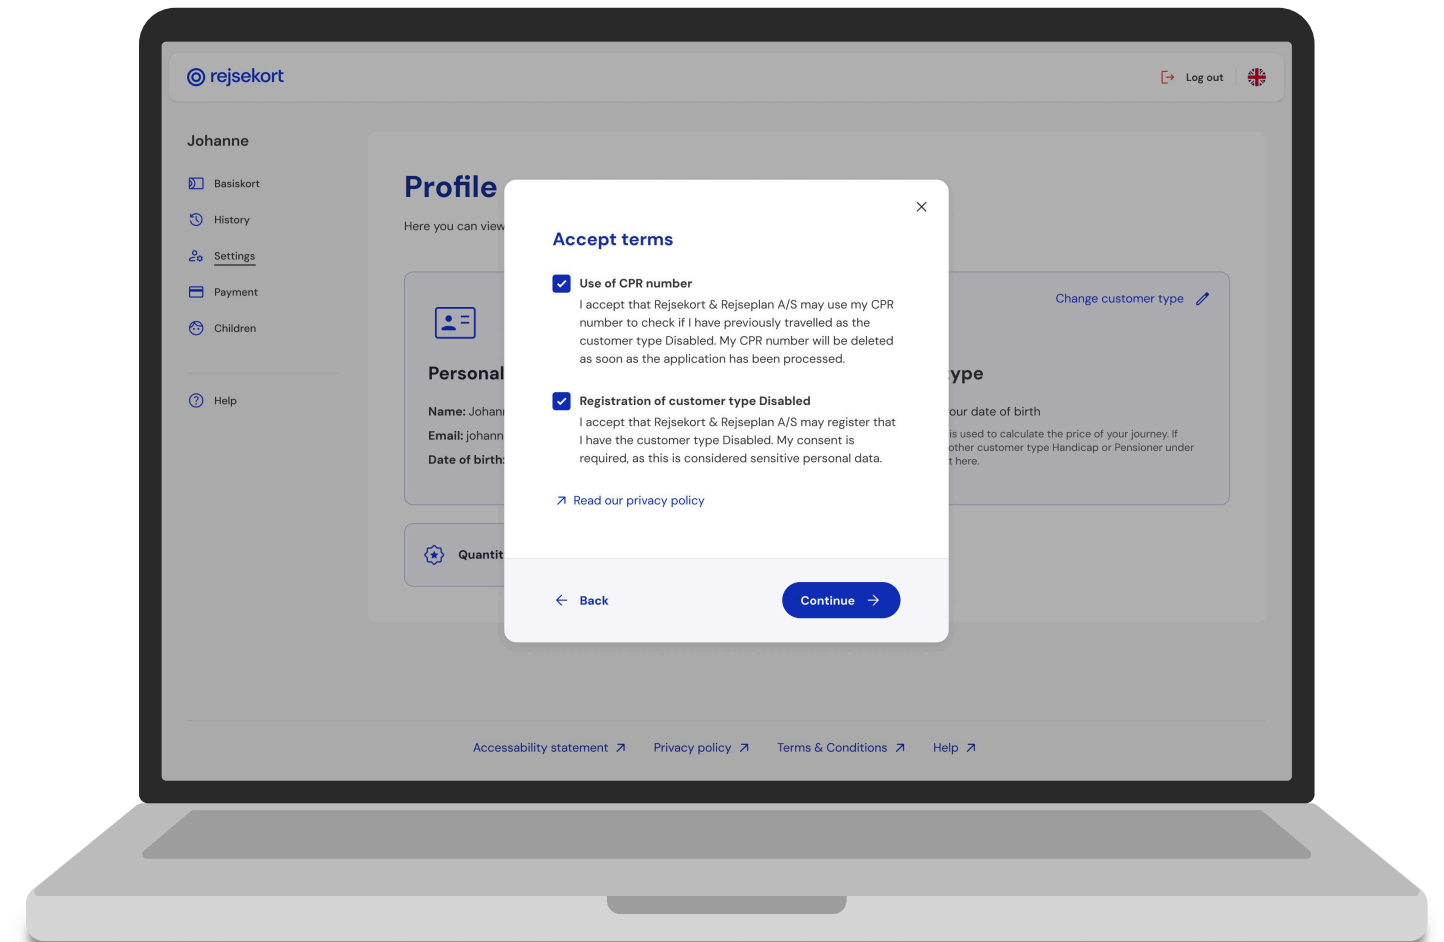 rejsekort
Log out
Johanne
Basiskort
History
Settings
Payment
Children
Help
Profile
Here you can view
Change customer type
Personal
ype
Name: Johan
our date of birth
Email: johann
is used to calculate the price of your journey. If
other customer type Handicap or Pensioner under
Date of birth:
t here.
Quantit
Accept terms
Use of CPR number
I accept that Rejsekort & Rejseplan A/S may use my CPR
number to check if I have previously travelled as the
customer type Disabled. My CPR number will be deleted
as soon as the application has been processed.
Registration of customer type Disabled
I accept that Rejsekort & Rejseplan A/S may register that
I have the customer type Disabled. My consent is
required, as this is considered sensitive personal data.
Read our privacy policy
Back
Continue
Accessability statement
Privacy policy
Terms & Conditions
Help